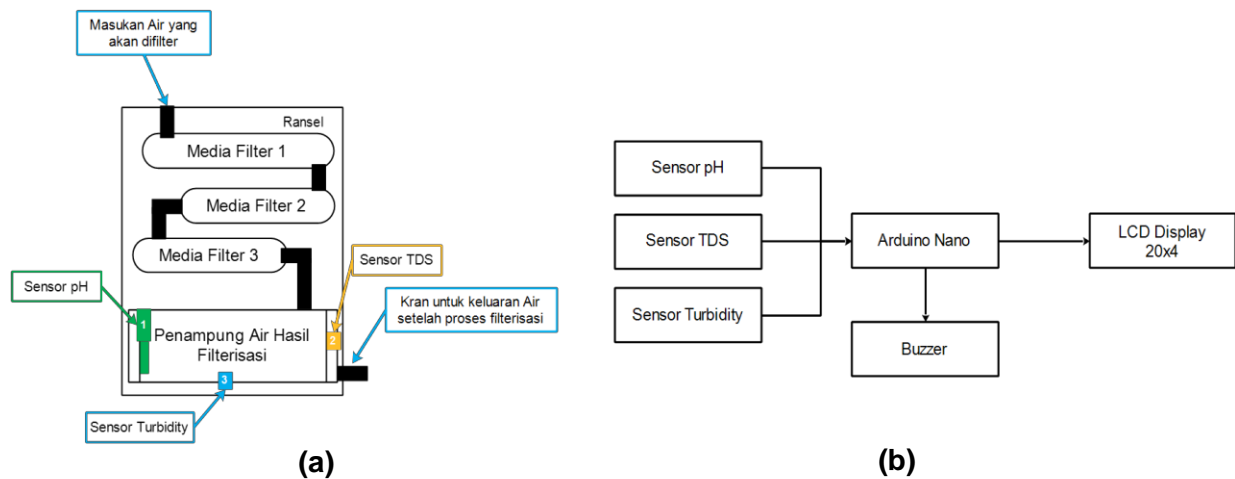 Masukan Air yang
akan difilter
Ransel
Media Filter 1
Media Filter 2
Media Filter 3
Sensor TDS
Sensor pH
Kran untuk keluaran Air
setelah proses filterisasi
1
Penampung Air Hasil
Filterisasi
2
3
Sensor Turbidity
(a)
Sensor pH
Sensor TDS
Sensor Turbidity
Arduino Nano
LCD Display
20x4
Buzzer
(b)